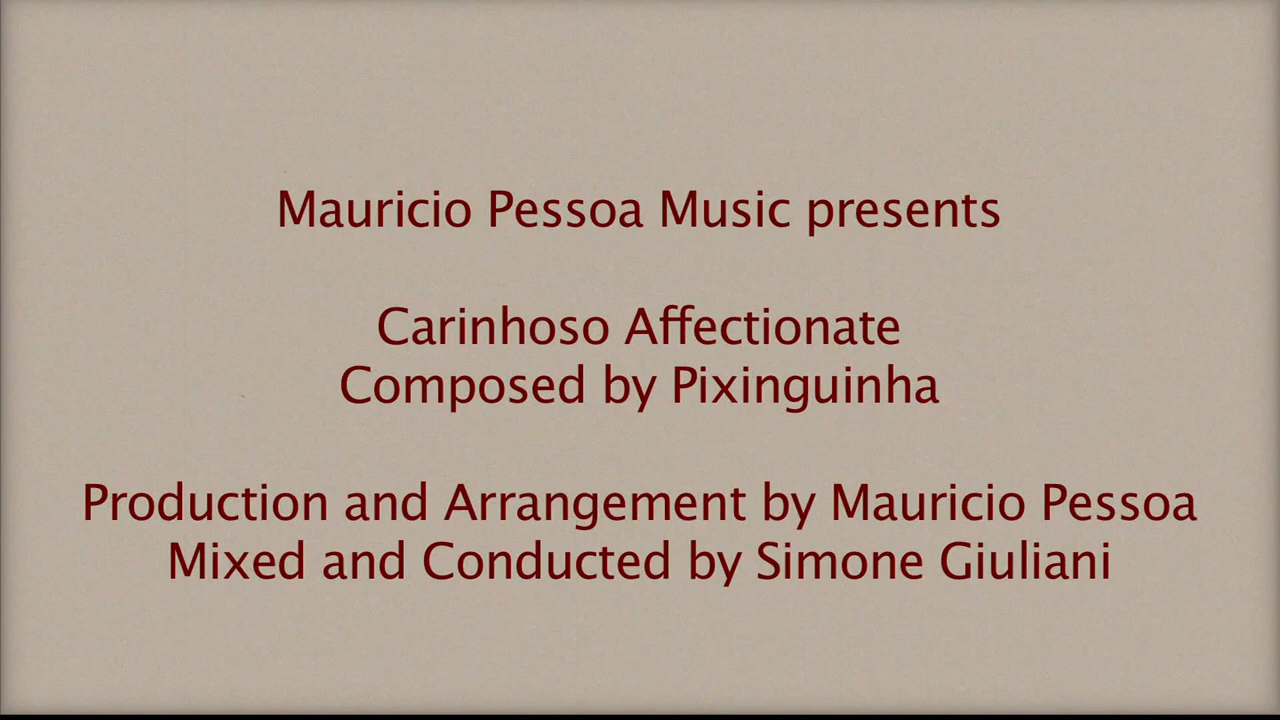 Mauricio Pessoa Music presents
Carinhoso Affectionate
Composed by Pixinguinha
Production and Arrangement by Mauricio Pessoa
Mixed and Conducted by Simone Giuliani